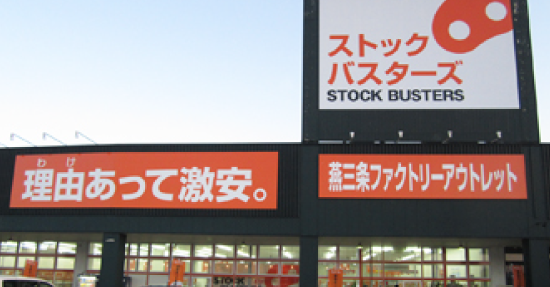 ストック
バスターズ
STOCK BUSTERS
わけ
理由あって激安。
燕三条ファクトリーアウトレット